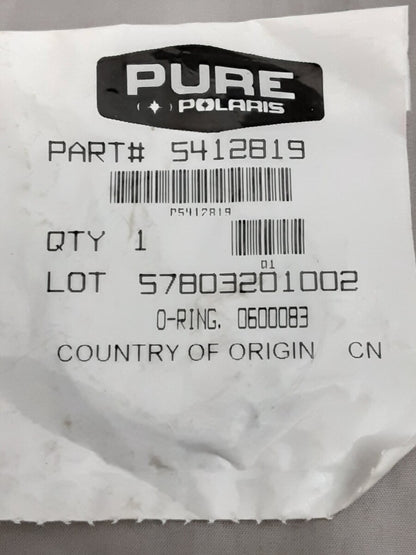 PURE
POLARIS
PART# 5412819
P5412819
QTY 1
01
LOT 57803201002
O-RING, 0600083
COUNTRY OF ORIGIN CN